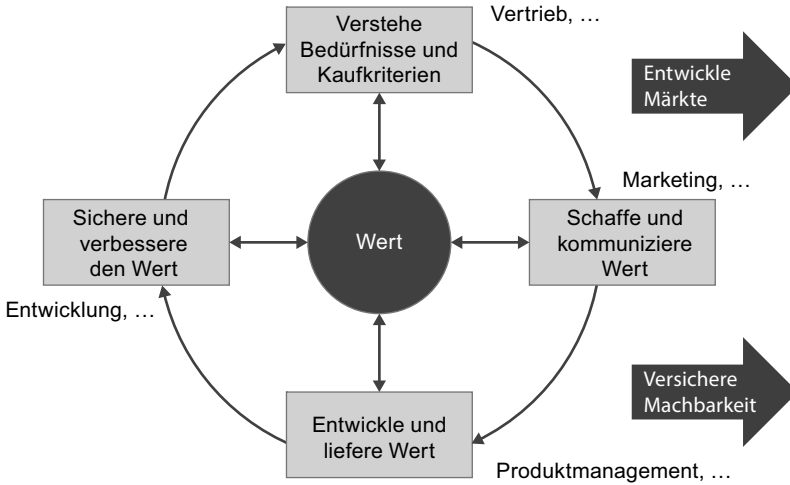 Verstehe
Bedürfnisse und
Kaufkriterien
Vertrieb, …
Entwickle
Märkte
Marketing, …
Schaffe und
kommuniziere
Wert
Wert
Sichere und
verbessere
den Wert
Entwicklung, …
Entwickle und
liefere Wert
Produktmanagement, …
Versichere
Machbarkeit